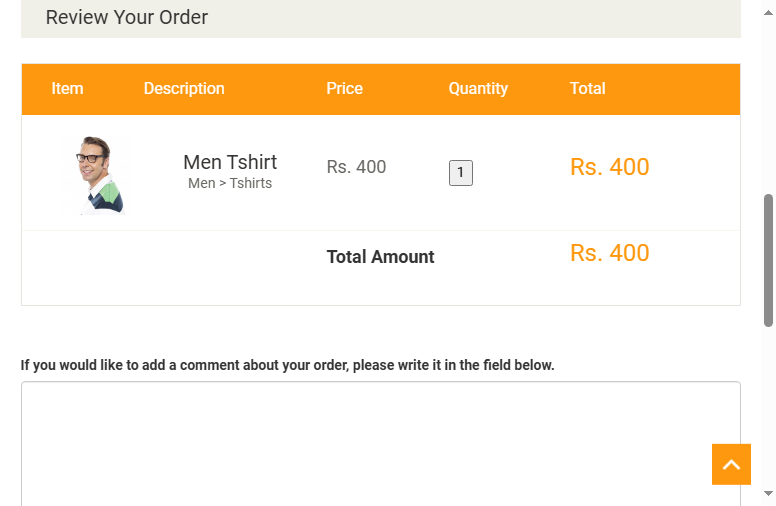 Review Your Order
Item Description Price Quantity Total
Men Tshirt Rs. 400 1 Rs. 400
Men > Tshirts
Total Amount Rs. 400
If you would like to add a comment about your order, please write it in the field below.